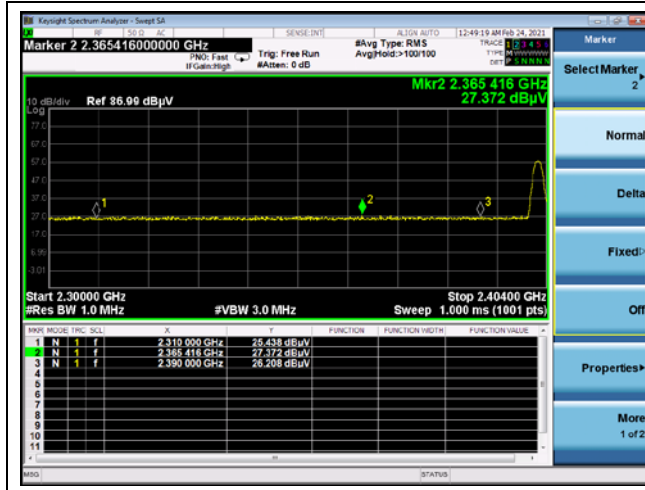 Keysight Spectrum Analyzer - Swept SA
RF 50 Ω AC SENSE:INT ALIGN AUTO 12:49:19 AM Feb 24, 2021
Marker 2 2.365416000000 GHz
PNO: Fast
IFGain:High
Trig: Free Run
#Atten: 0 dB
#Avg Type: RMS
Avg|Hold:>100/100
TRACE 1 2 3 4 5 6
TYPE M W W W W W
DET P S N N N N
Mkr2 2.365 416 GHz
27.372 dBµV
10 dB/div Ref 86.99 dBµV
Log
77.0
67.0
57.0
47.0
37.0
27.0
17.0
6.99
-3.01
1
2
3
Start 2.30000 GHz
Stop 2.40400 GHz
#Res BW 1.0 MHz
#VBW 3.0 MHz
Sweep 1.000 ms (1001 pts)
MKR MODE TRC SCL X Y FUNCTION FUNCTION WIDTH FUNCTION VALUE
1 N 1 f 2.310 000 GHz 25.438 dBµV
2 N 1 f 2.365 416 GHz 27.372 dBµV
3 N 1 f 2.390 000 GHz 26.208 dBµV
4
5
6
7
8
9
10
11
MSG STATUS
Marker
Select Marker
2
Normal
Delta
Fixed
Off
Properties
More
1 of 2